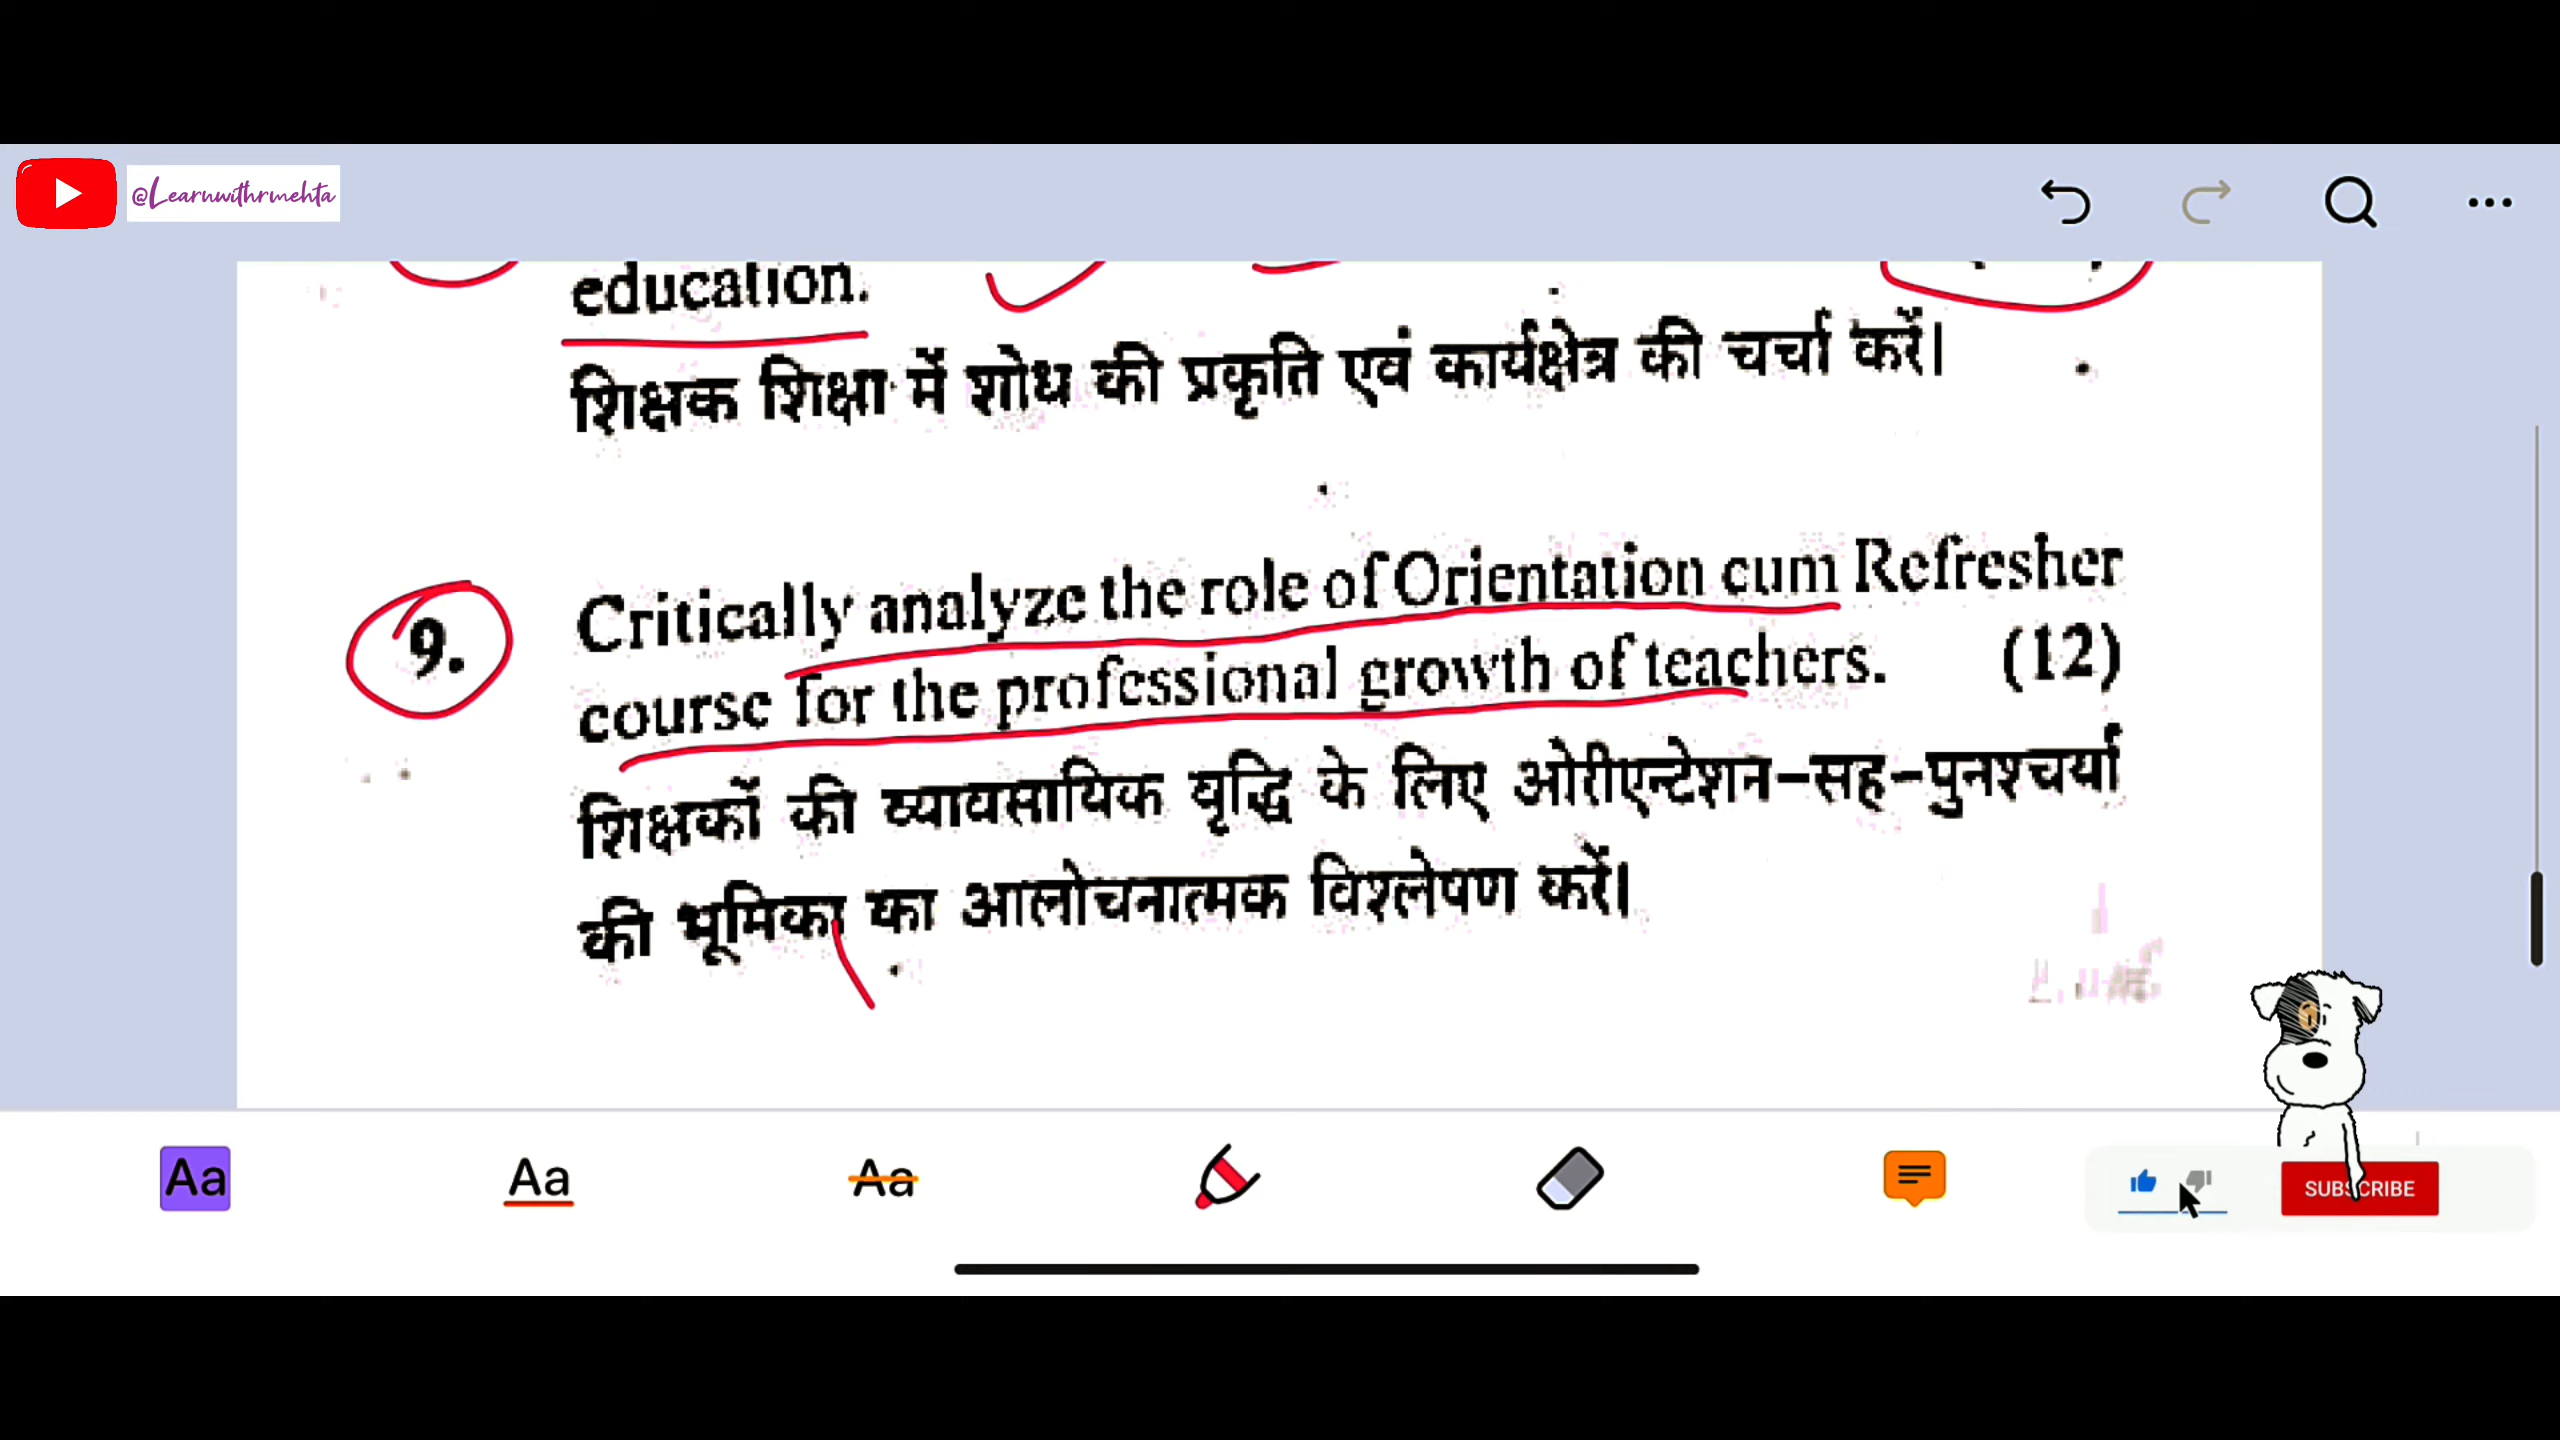 @Learnwithrmehta
education.
शिक्षक शिक्षा में शोध की प्रकृति एवं कार्यक्षेत्र की चर्चा करें।
9. Critically analyze the role of Orientation cum Refresher
course for the professional growth of teachers. (12)
शिक्षकों की व्यावसायिक वृद्धि के लिए ओरीएन्टेशन-सह-पुनश्चर्या
की भूमिका का आलोचनात्मक विश्लेषण करें।
Aa Aa Aa SUBSCRIBE